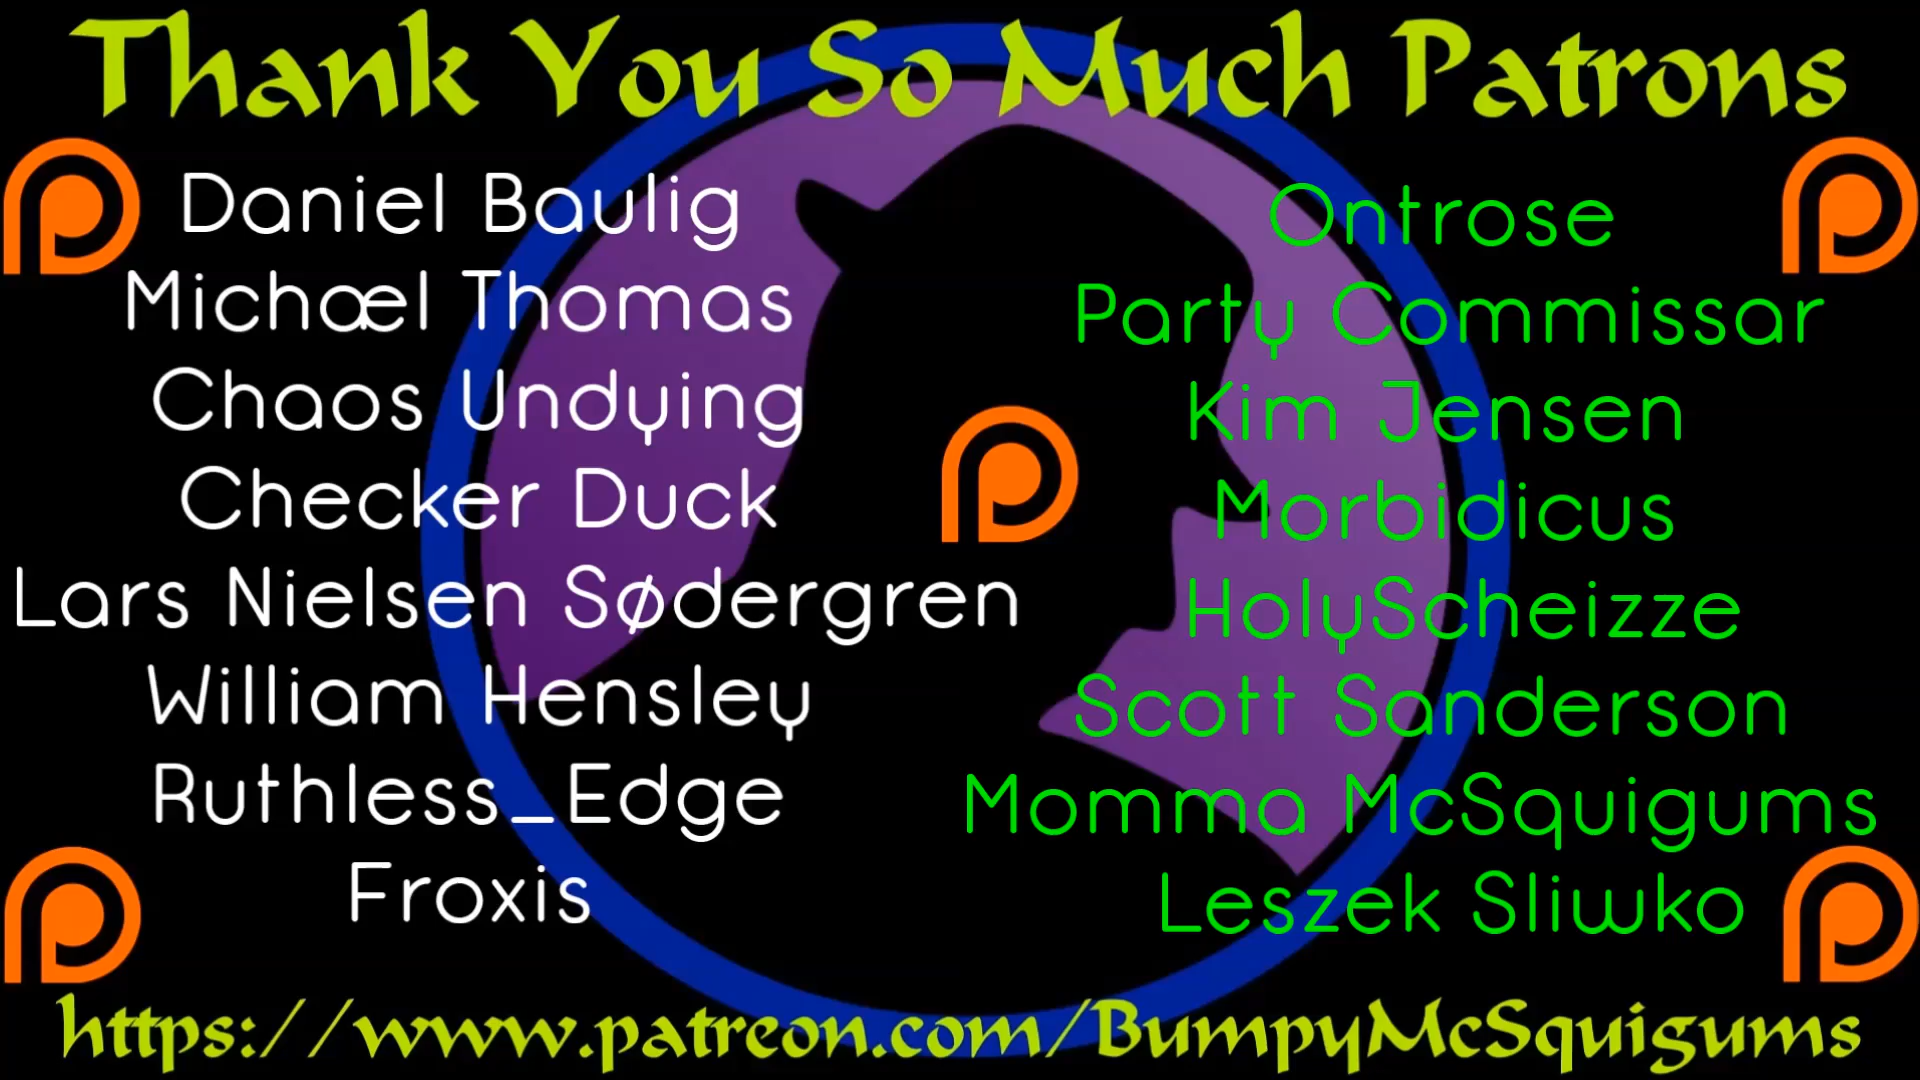 Thank You So Much Patrons
Daniel Baulig
Michæl Thomas
Chaos Undying
Checker Duck
Lars Nielsen Sødergren
William Hensley
Ruthless_Edge
Froxis
Ontrose
Party Commissar
Kim Jensen
Morbidicus
HolyScheizze
Scott Sanderson
Momma McSquigums
Leszek Sliwko
https://www.patreon.com/BumpyMcSquigums